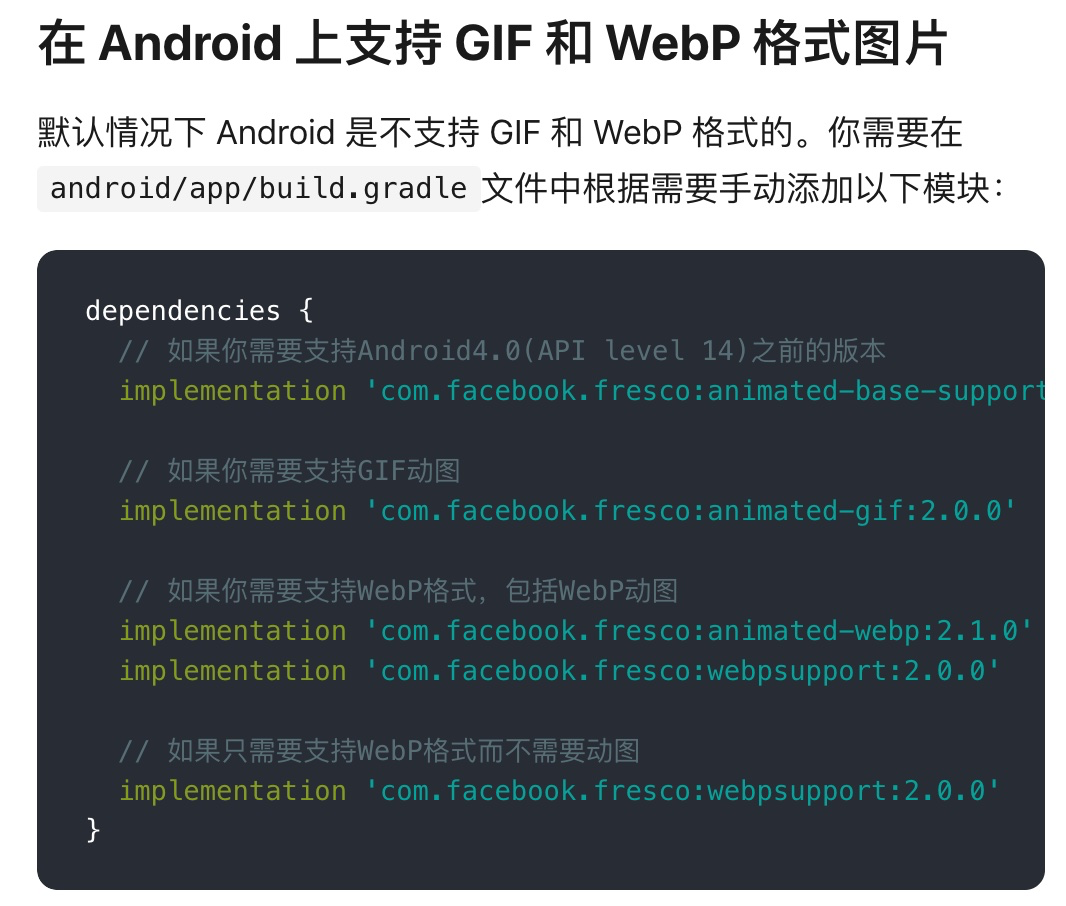 在 Android 上支持 GIF 和 WebP 格式图片
默认情况下 Android 是不支持 GIF 和 WebP 格式的。你需要在
android/app/build.gradle 文件中根据需要手动添加以下模块：
dependencies {
  // 如果你需要支持Android4.0(API level 14)之前的版本
  implementation 'com.facebook.fresco:animated-base-support

  // 如果你需要支持GIF动图
  implementation 'com.facebook.fresco:animated-gif:2.0.0'

  // 如果你需要支持WebP格式，包括WebP动图
  implementation 'com.facebook.fresco:animated-webp:2.1.0'
  implementation 'com.facebook.fresco:webpsupport:2.0.0'

  // 如果只需要支持WebP格式而不需要动图
  implementation 'com.facebook.fresco:webpsupport:2.0.0'
}